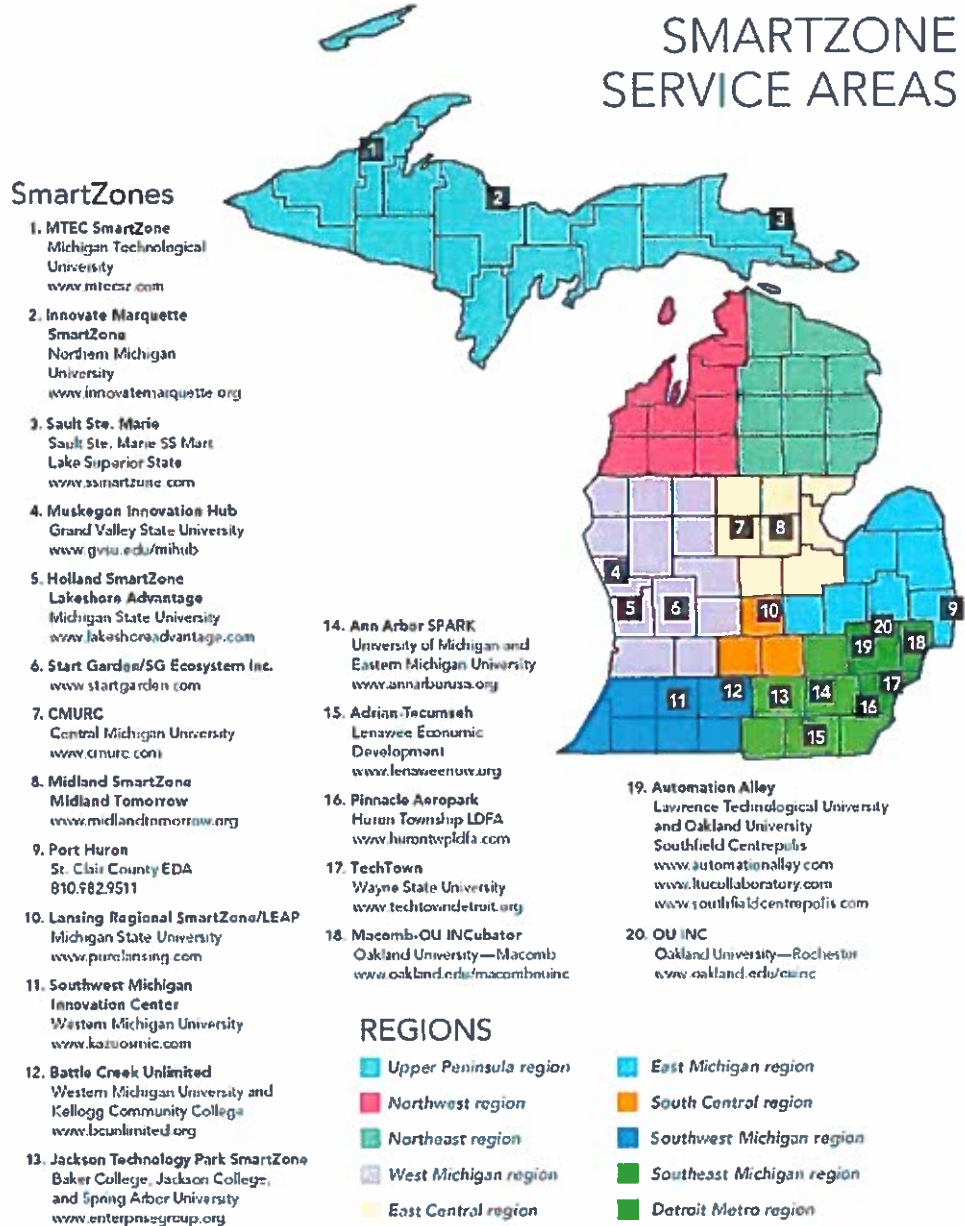 SMARTZONE
SERVICE AREAS
SmartZones
1. MTEC SmartZone
Michigan Technological
University
www.mtecsz.com
2. Innovate Marquette
SmartZone
Northern Michigan
University
www.innovatemarquette.org
3. Sault Ste. Marie
Sault Ste. Marie SS Mart
Lake Superior State
www.ssmartzone.com
4. Muskegon Innovation Hub
Grand Valley State University
www.gvsu.edu/mihub
5. Holland SmartZone
Lakeshore Advantage
Michigan State University
www.lakeshoreadvantage.com
6. Start Garden/SG Ecosystem Inc.
www.startgarden.com
7. CMURC
Central Michigan University
www.cmurc.com
8. Midland SmartZone
Midland Tomorrow
www.midlandtomorrow.org
9. Port Huron
St. Clair County EDA
810.982.9511
10. Lansing Regional SmartZone/LEAP
Michigan State University
www.purelansing.com
11. Southwest Michigan
Innovation Center
Western Michigan University
www.kazuosmic.com
12. Battle Creek Unlimited
Western Michigan University and
Kellogg Community College
www.bcunlimited.org
13. Jackson Technology Park SmartZone
Baker College, Jackson College,
and Spring Arbor University
www.enterprisegroup.org
14. Ann Arbor SPARK
University of Michigan and
Eastern Michigan University
www.annarborusa.org
15. Adrian-Tecumseh
Lenawee Economic
Development
www.lenaweenow.org
16. Pinnacle Aeropark
Huron Township LDFA
www.hurontwpldfa.com
17. TechTown
Wayne State University
www.techtowndetroit.org
18. Macomb-OU INCubator
Oakland University—Macomb
www.oakland.edu/macombouinc
19. Automation Alley
Lawrence Technological University
and Oakland University
Southfield Centrepolis
www.automationalley.com
www.ltucollaboratory.com
www.southfieldcentrepolis.com
20. OU INC
Oakland University—Rochester
www.oakland.edu/ouinc
1
2
3
4
5
6
7
8
9
10
11
12
13
14
15
16
17
18
19
20
REGIONS
Upper Peninsula region
Northwest region
Northeast region
West Michigan region
East Central region
East Michigan region
South Central region
Southwest Michigan region
Southeast Michigan region
Detroit Metro region